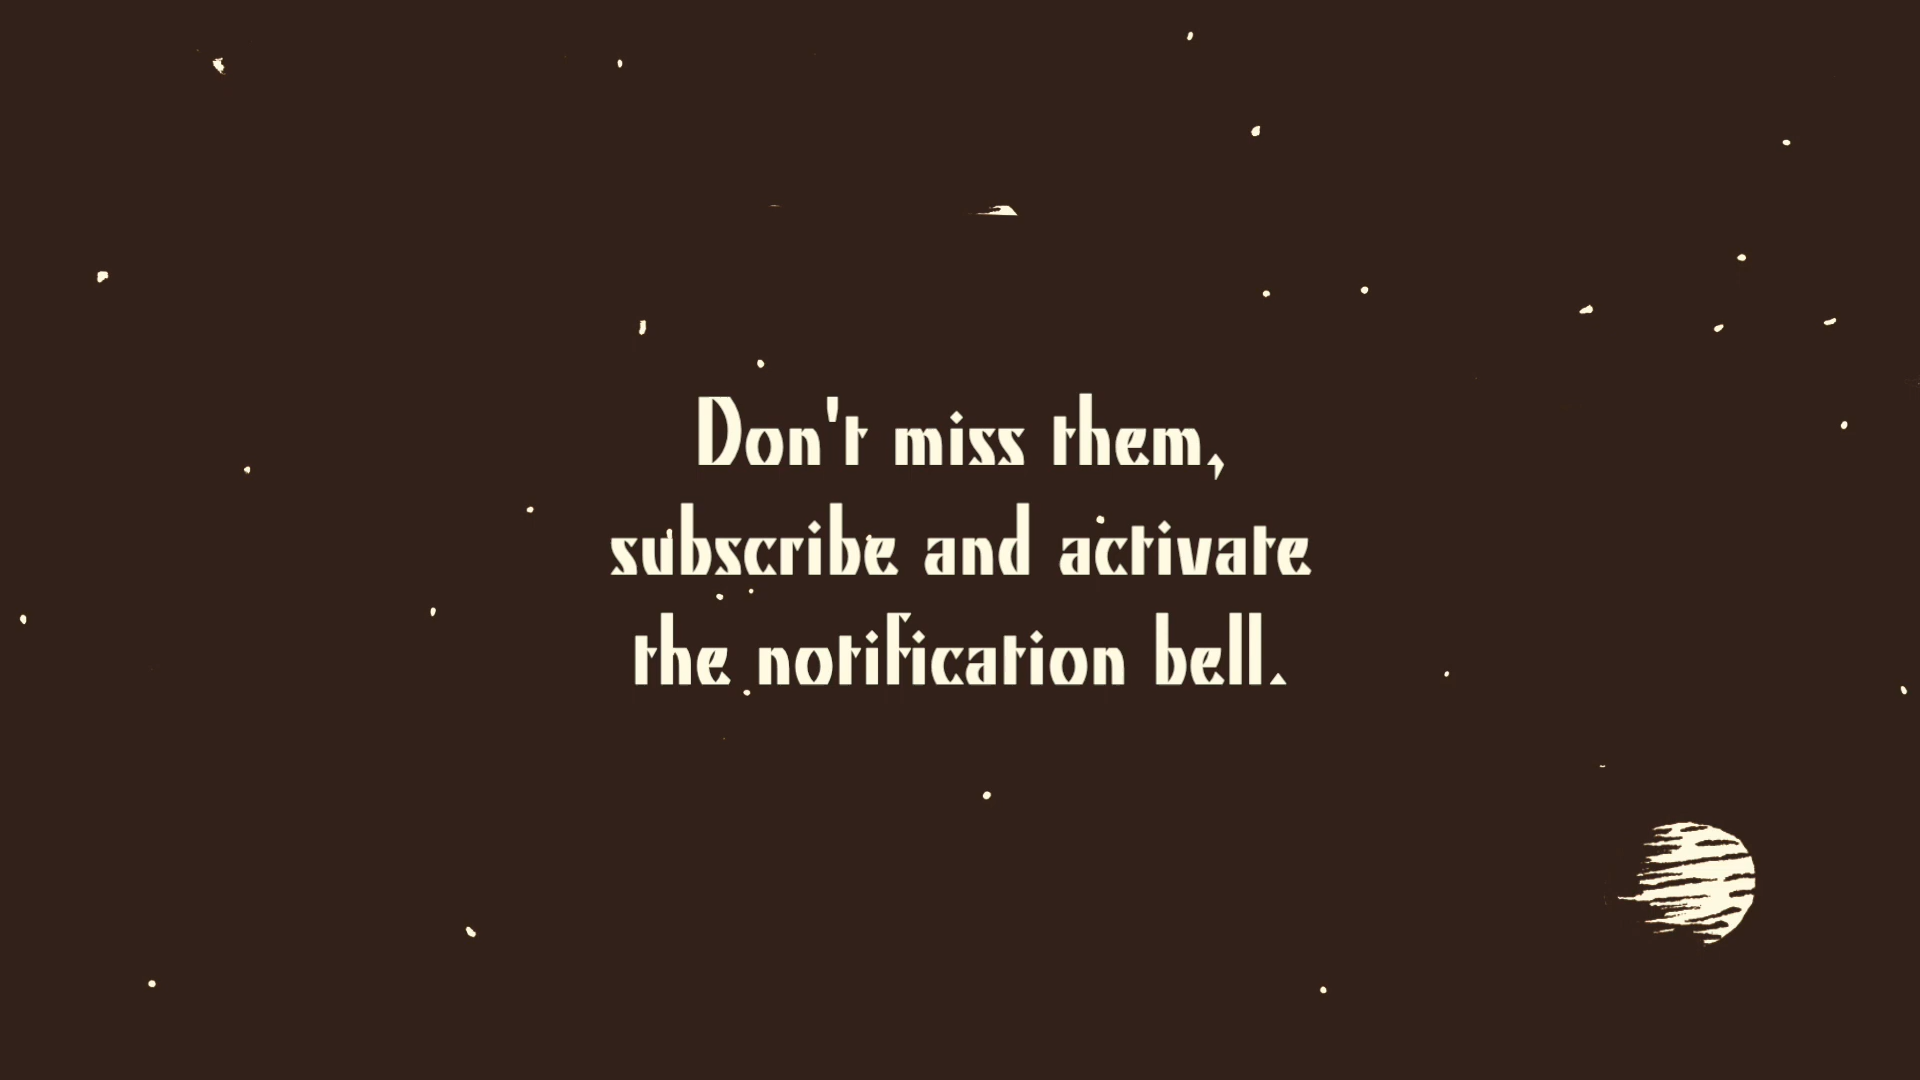 Don't miss them,
subscribe and activate
the notification bell.